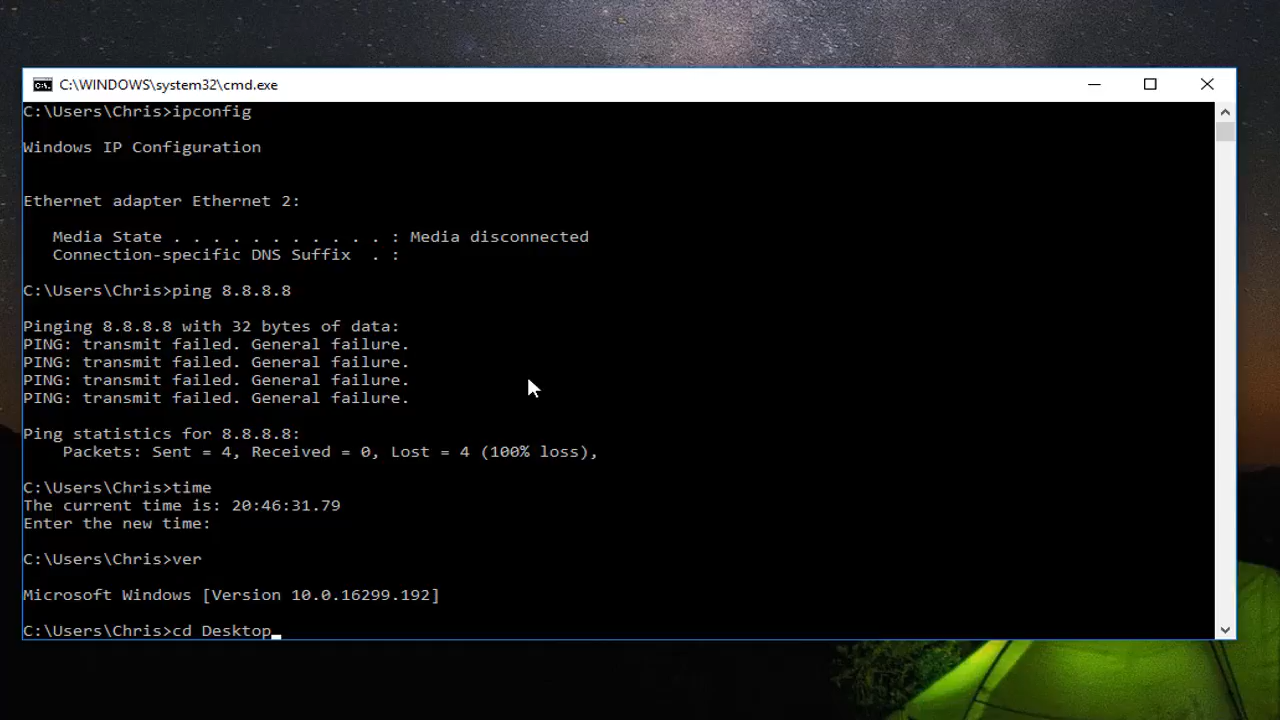 C:\WINDOWS\system32\cmd.exe
C:\Users\Chris>ipconfig
Windows IP Configuration
Ethernet adapter Ethernet 2:
   Media State . . . . . . . . . . . : Media disconnected
   Connection-specific DNS Suffix  . :
C:\Users\Chris>ping 8.8.8.8
Pinging 8.8.8.8 with 32 bytes of data:
PING: transmit failed. General failure.
PING: transmit failed. General failure.
PING: transmit failed. General failure.
PING: transmit failed. General failure.
Ping statistics for 8.8.8.8:
    Packets: Sent = 4, Received = 0, Lost = 4 (100% loss),
C:\Users\Chris>time
The current time is: 20:46:31.79
Enter the new time:
C:\Users\Chris>ver
Microsoft Windows [Version 10.0.16299.192]
C:\Users\Chris>cd Desktop